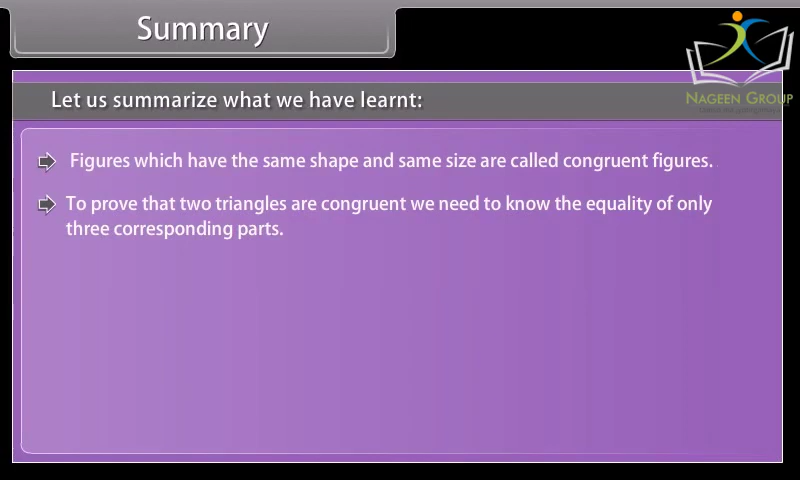 Summary
NAGEEN GROUP
Let us summarize what we have learnt:
Figures which have the same shape and same size are called congruent figures.
To prove that two triangles are congruent we need to know the equality of only
three corresponding parts.